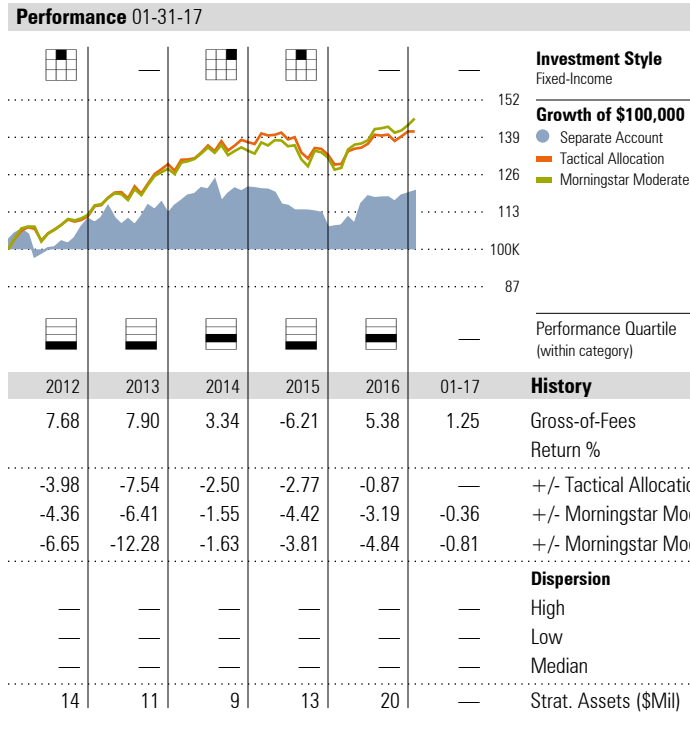 Performance 01-31-17
— — — Investment Style
Fixed-Income
152 Growth of $100,000
139 Separate Account
Tactical Allocation
126 Morningstar Moderate
113
100K
87
Performance Quartile
— (within category)
2012 2013 2014 2015 2016 01-17 History
7.68 7.90 3.34 -6.21 5.38 1.25 Gross-of-Fees
Return %
-3.98 -7.54 -2.50 -2.77 -0.87 — +/- Tactical Allocatio
-4.36 -6.41 -1.55 -4.42 -3.19 -0.36 +/- Morningstar Mo
-6.65 -12.28 -1.63 -3.81 -4.84 -0.81 +/- Morningstar Mo
Dispersion
— — — — — — High
— — — — — — Low
— — — — — — Median
14 11 9 13 20 — Strat. Assets ($Mil)